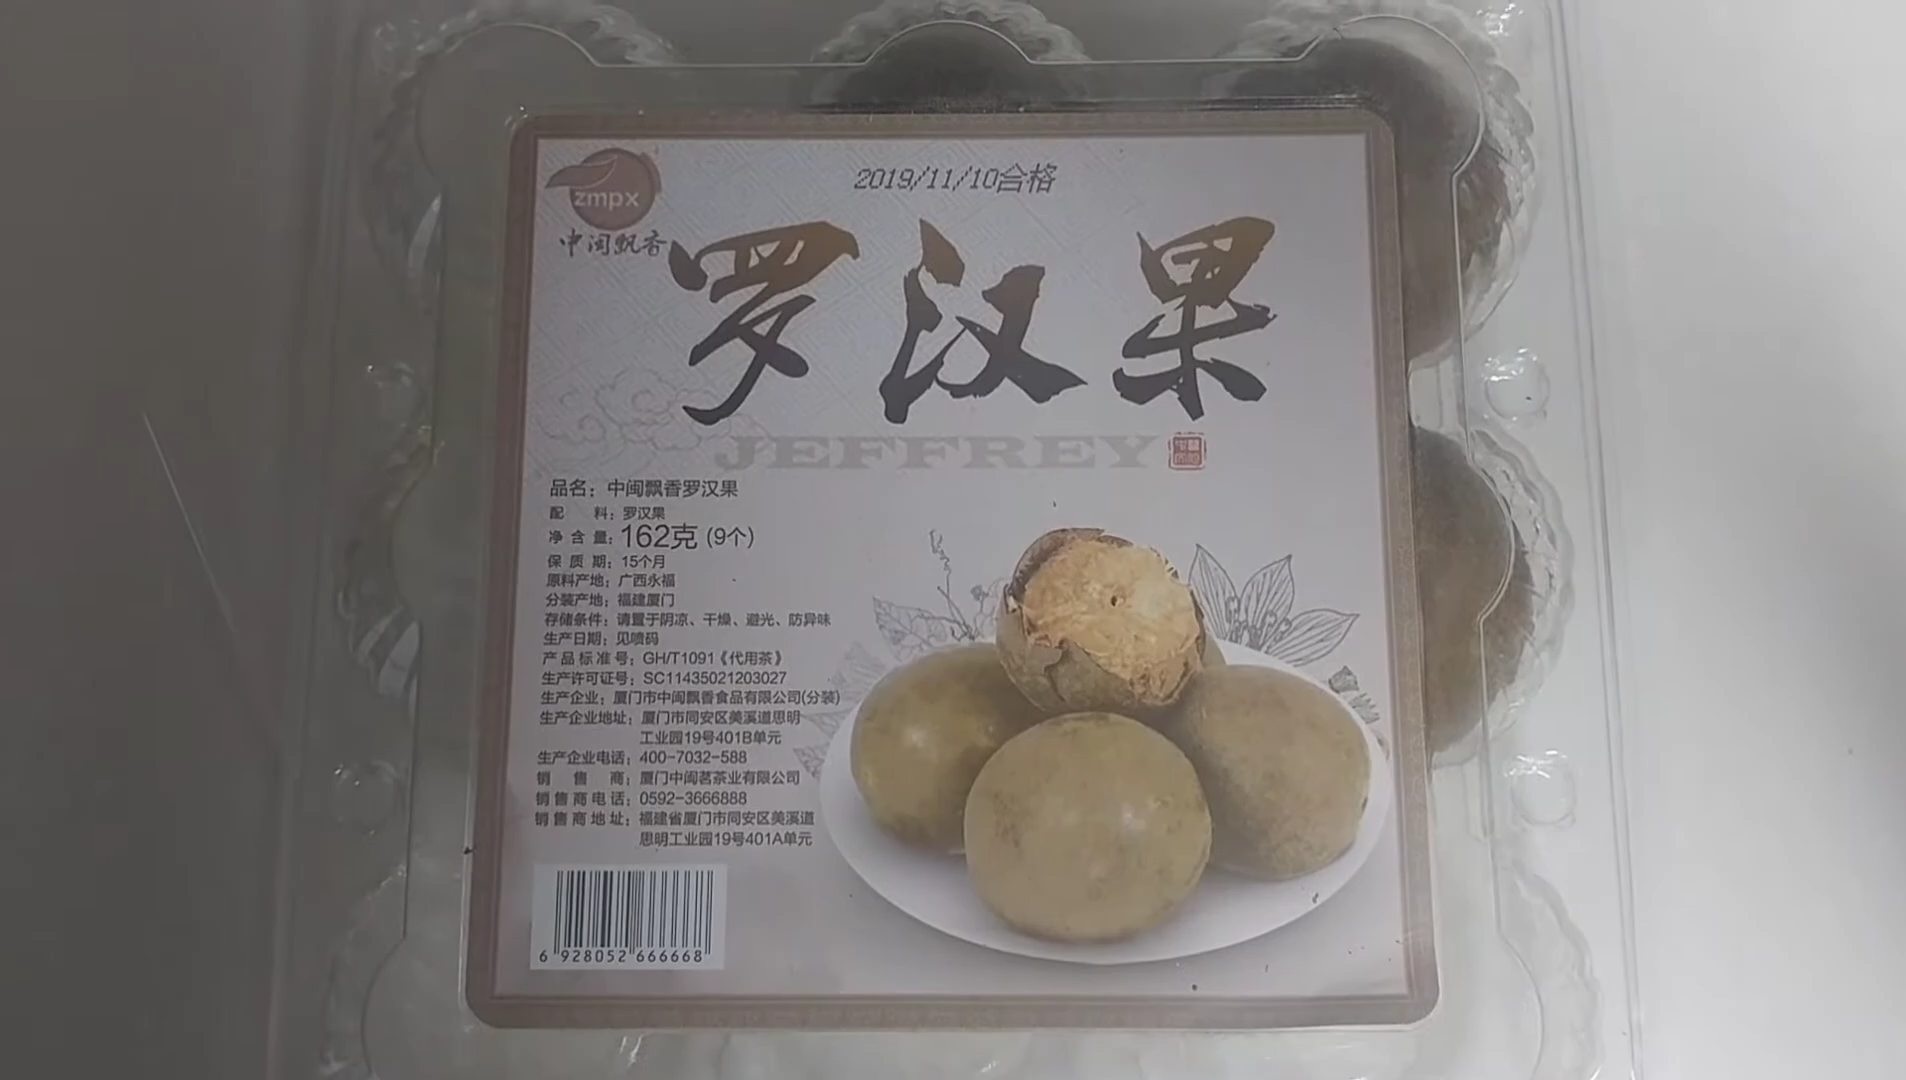 2019/11/10合格
zmpx
中闽飘香
罗汉果
JEFFREY
品名：中闽飘香罗汉果
配 料：罗汉果
净含量：162克 (9个)
保质期：15个月
原料产地：广西永福
分装产地：福建厦门
存储条件：请置于阴凉、干燥、避光、防异味
生产日期：见喷码
产品标准号：GH/T1091《代用茶》
生产许可证号：SC11435021203027
生产企业：厦门市中闽飘香食品有限公司(分装)
生产企业地址：厦门市同安区美溪道思明
工业园19号401B单元
生产企业电话：400-7032-588
销售商：厦门中闽茗茶业有限公司
销售商电话：0592-3666888
销售商地址：福建省厦门市同安区美溪道
思明工业园19号401A单元
6 928052 666668